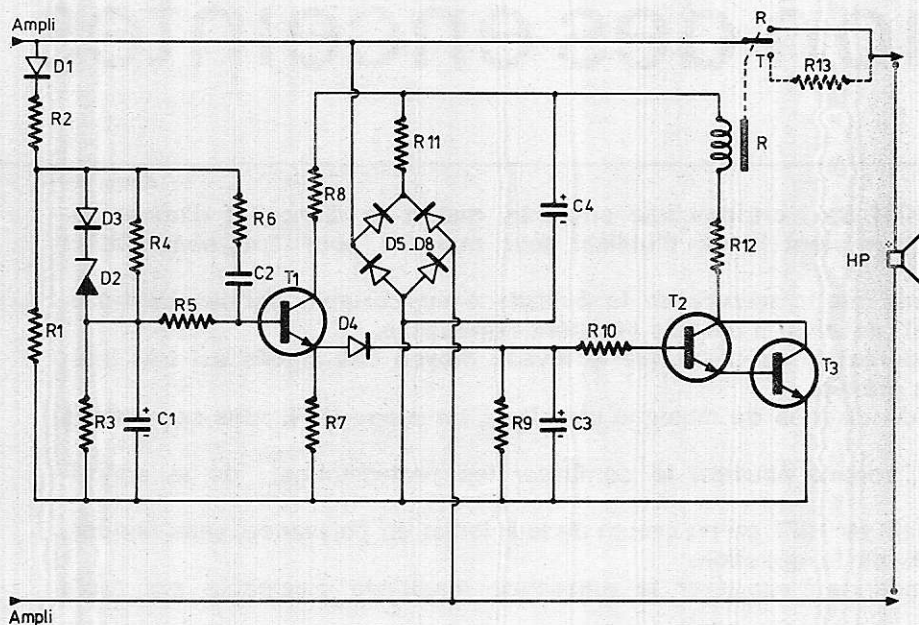 Ampli
R
D1
T
R13
R2
R11
R
R8
D3
R6
C4
R4
D5..D8
R12
D2
C2
HP
T1
T2
R5
R1
D4
R10
T3
R3
C1
R7
R9
C3
Ampli